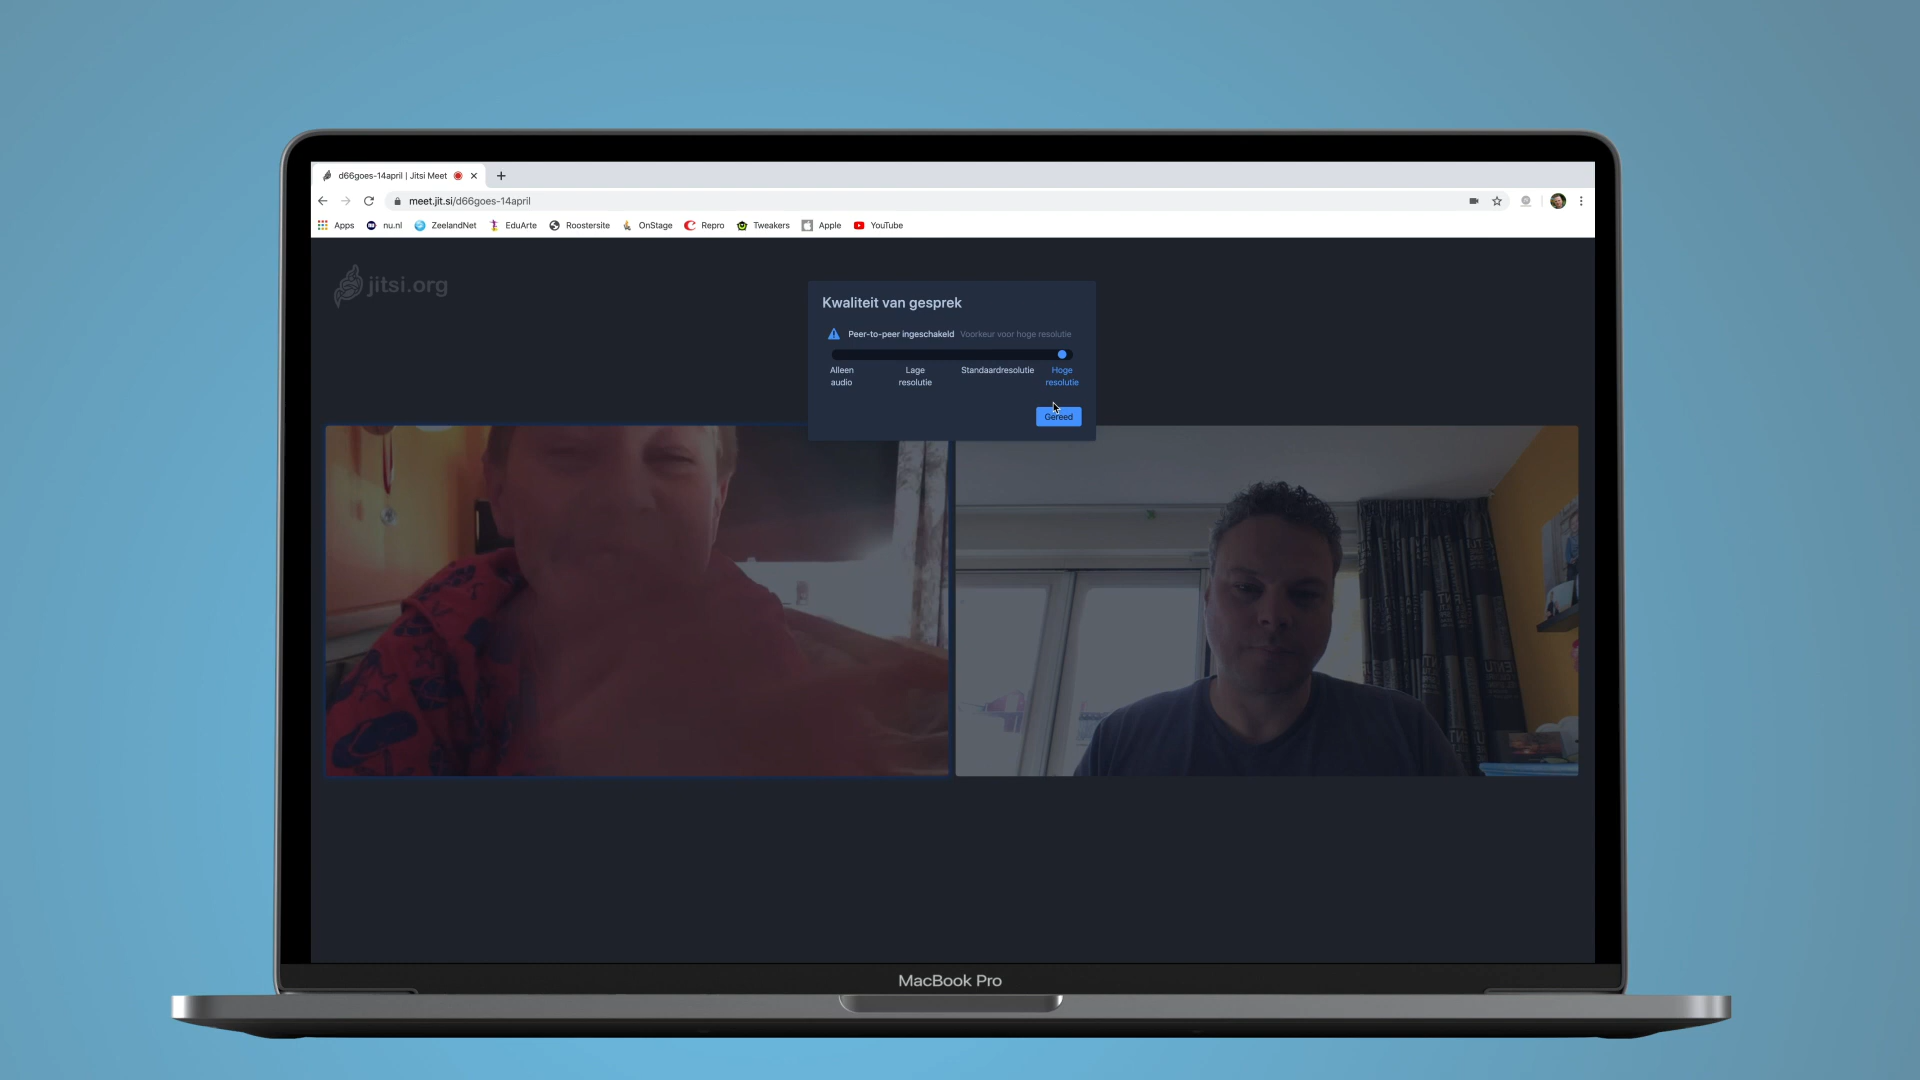 d66goes-14april | Jitsi Meet
meet.jit.si/d66goes-14april
Apps nu.nl ZeelandNet EduArte Roostersite OnStage Repro Tweakers Apple YouTube
jitsi.org
Kwaliteit van gesprek
Peer-to-peer ingeschakeld Voorkeur voor hoge resolutie
Alleen audio
Lage resolutie
Standaardresolutie
Hoge resolutie
Gereed
MacBook Pro